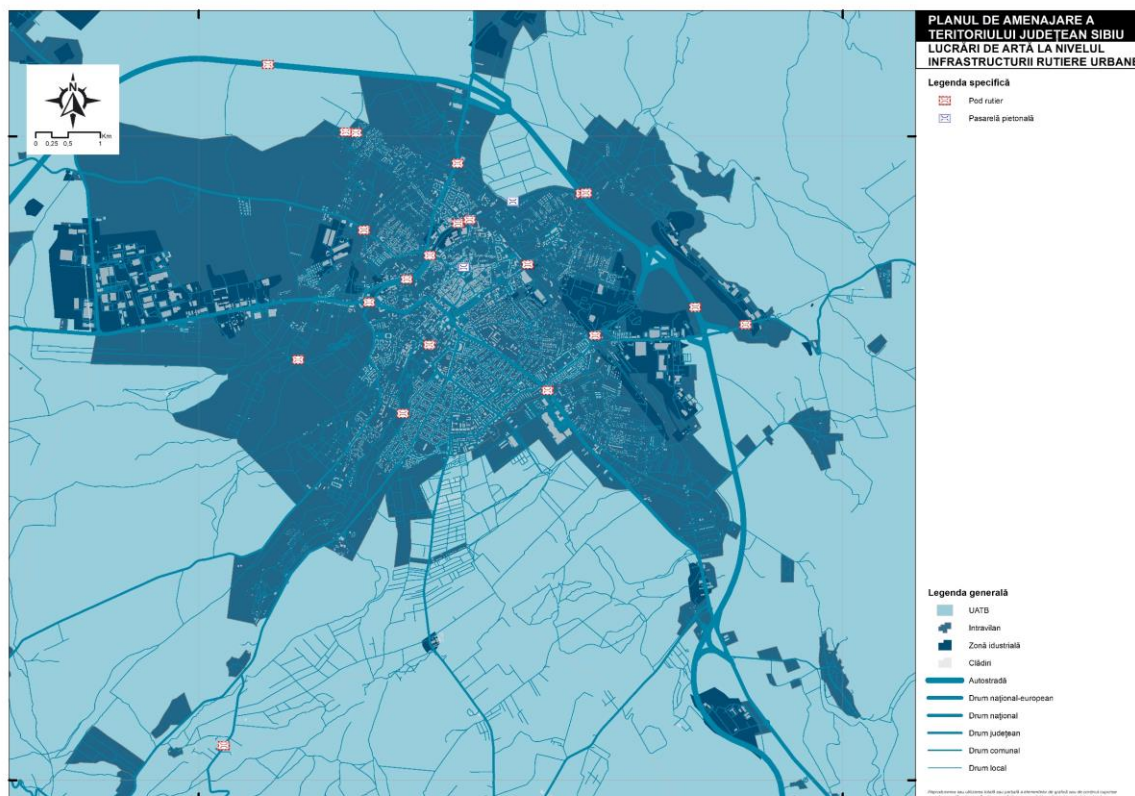 PLANUL DE AMENAJARE A
TERITORIULUI JUDEȚEAN SIBIU
LUCRĂRI DE ARTĂ LA NIVELUL
INFRASTRUCTURII RUTIERE URBANE
N
Km
0 0.25 0.5 1
Legenda specifică
Pod rutier
Pasarelă pietonală
Legenda generală
UATB
Intravilan
Zonă idustrială
Clădiri
Autostradă
Drum național-european
Drum național
Drum județean
Drum comunal
Drum local